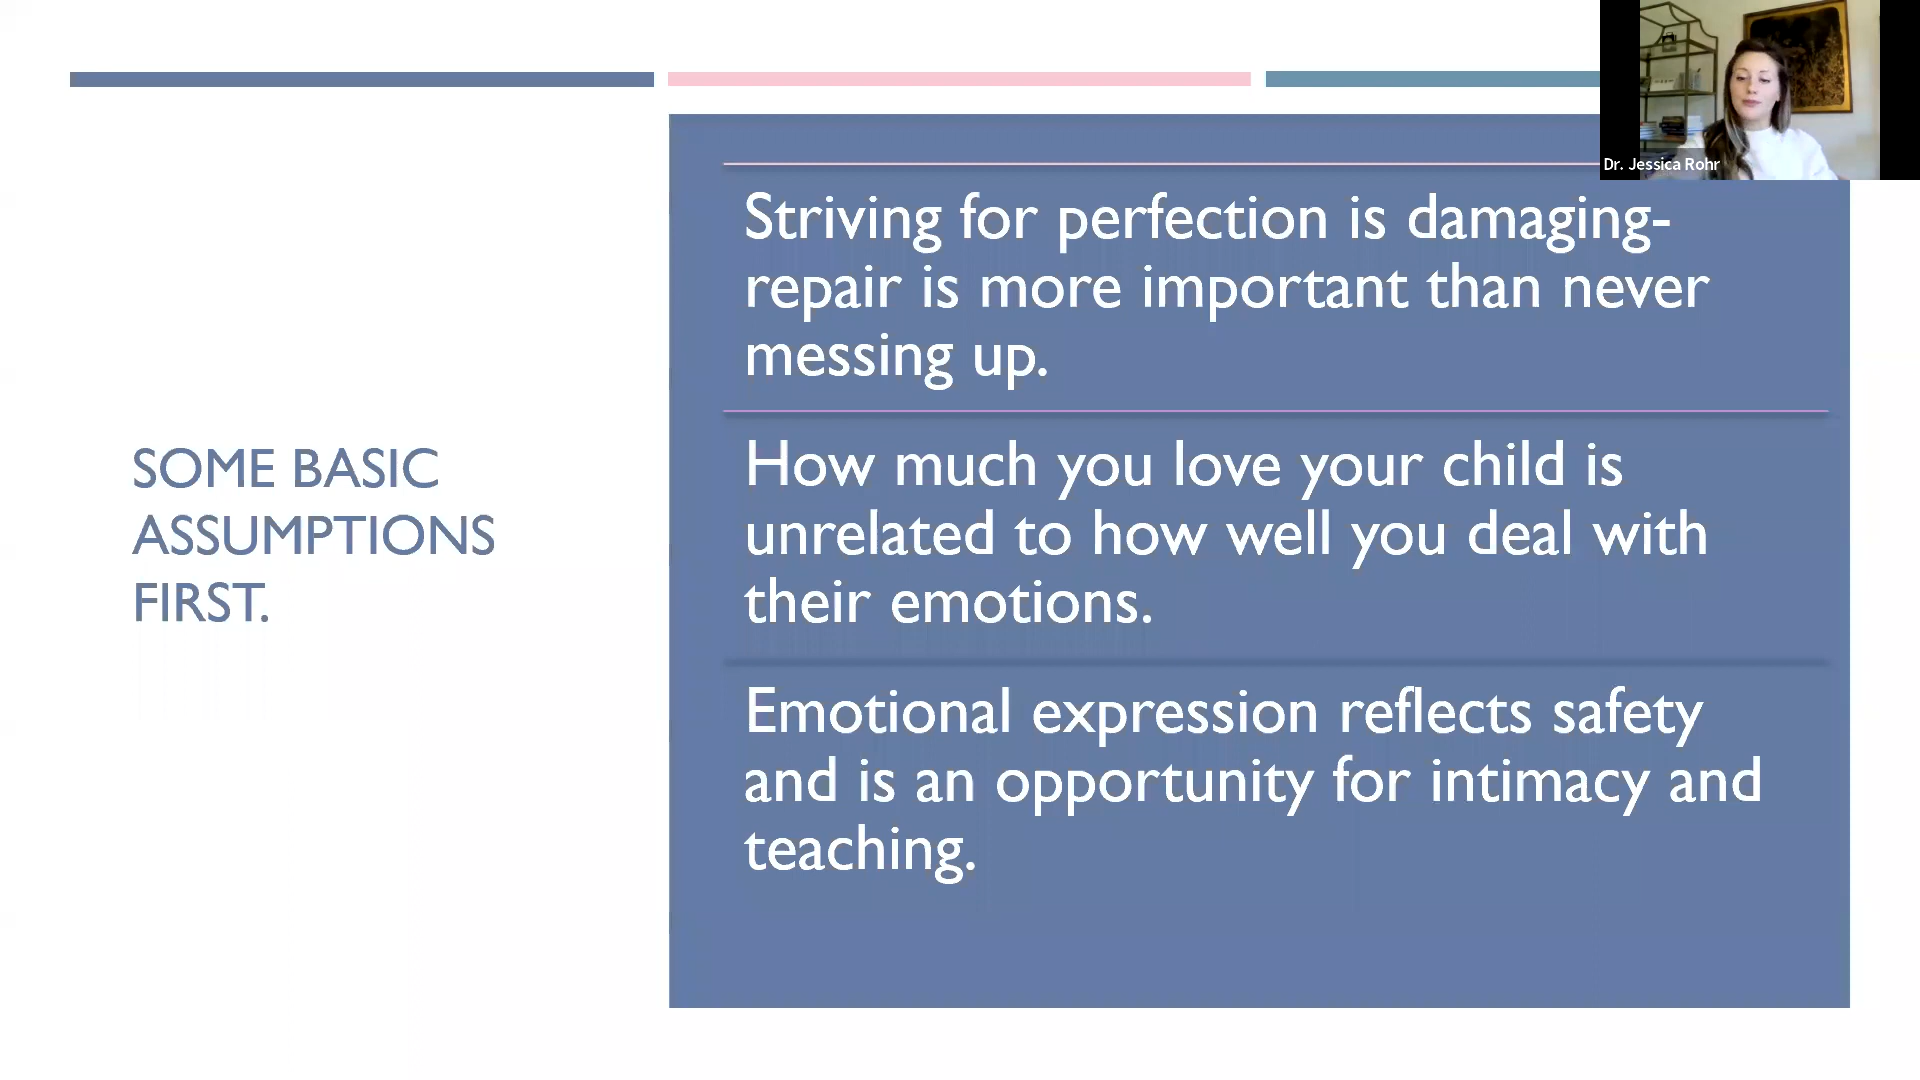 SOME BASIC
ASSUMPTIONS
FIRST.
Striving for perfection is damaging-
repair is more important than never
messing up.
How much you love your child is
unrelated to how well you deal with
their emotions.
Emotional expression reflects safety
and is an opportunity for intimacy and
teaching.
Dr. Jessica Rohr